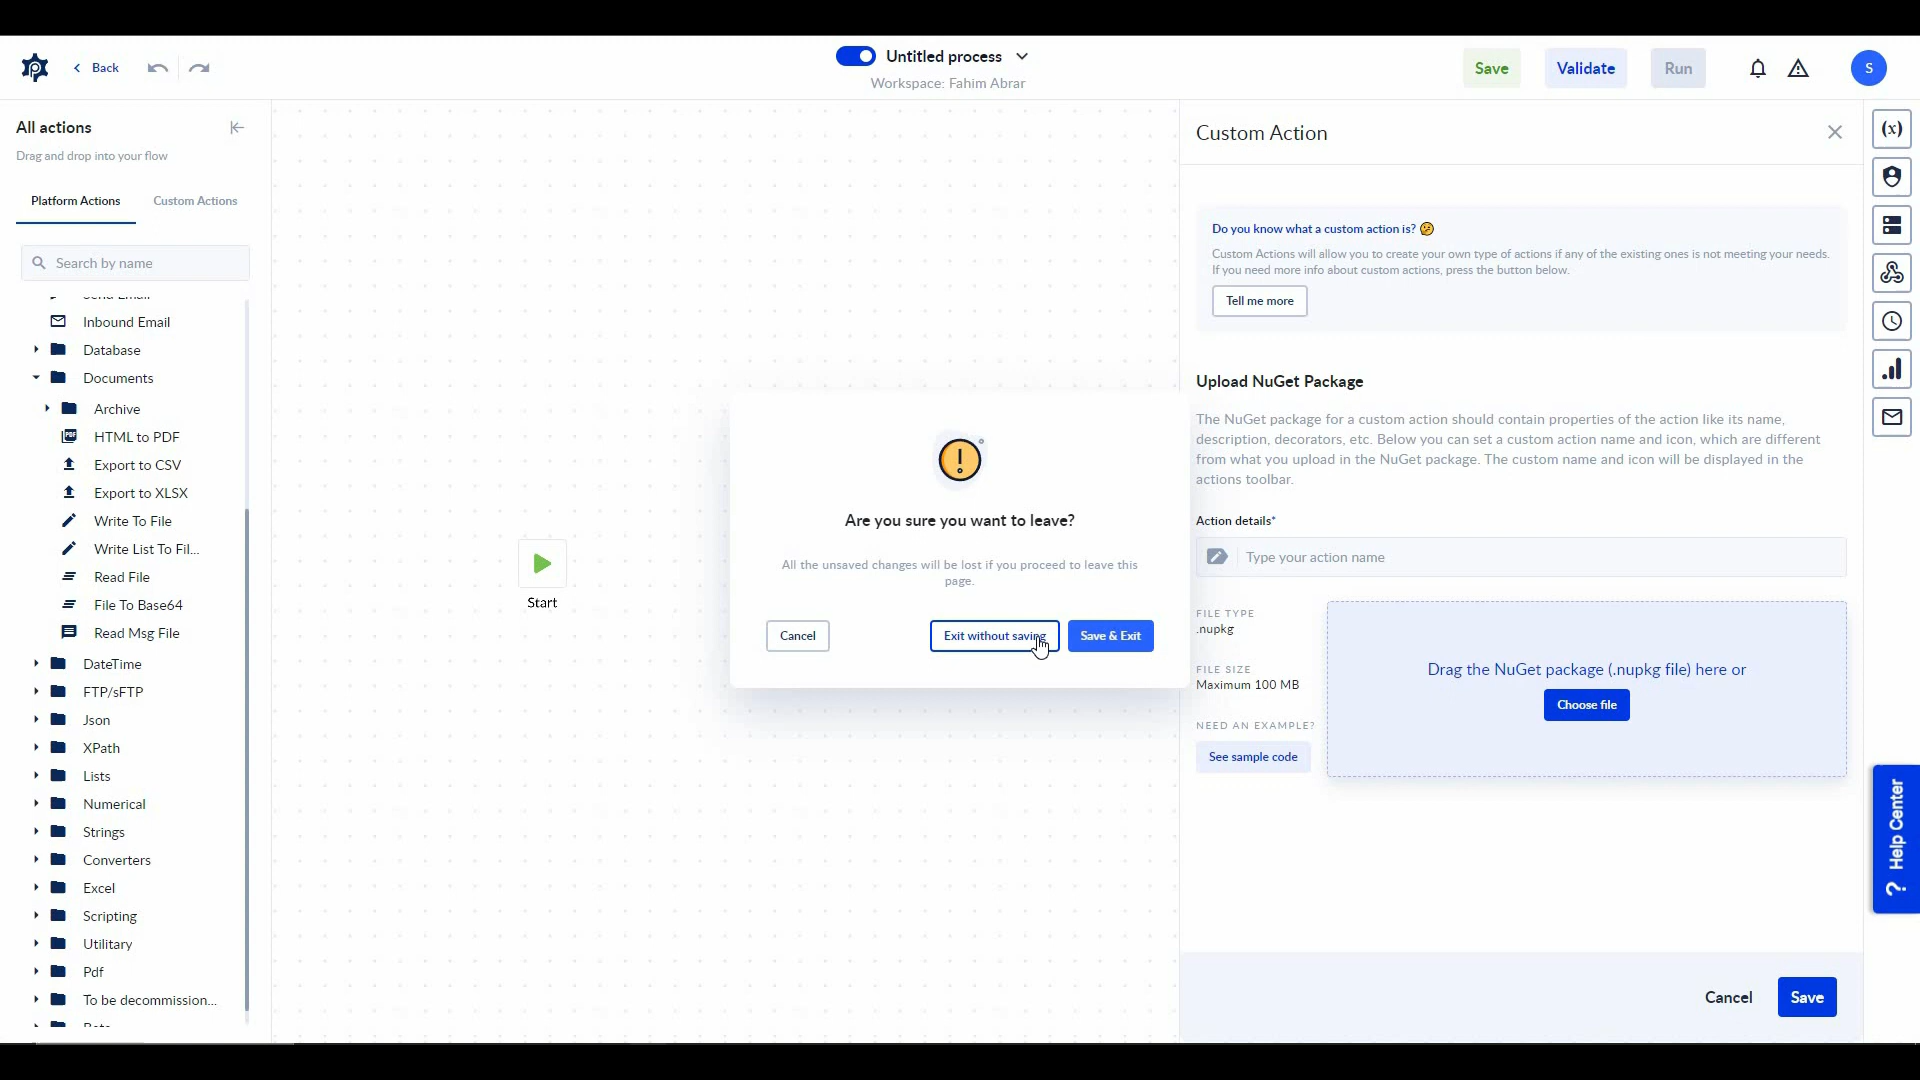 Back
Untitled process
Workspace: Fahim Abrar
Save
Validate
Run
S
All actions
Drag and drop into your flow
Platform Actions
Custom Actions
Search by name
Send Email
Inbound Email
Database
Documents
Archive
HTML to PDF
Export to CSV
Export to XLSX
Write To File
Write List To Fil...
Read File
File To Base64
Read Msg File
DateTime
FTP/sFTP
Json
XPath
Lists
Numerical
Strings
Converters
Excel
Scripting
Utilitary
Pdf
To be decommission...
Start
Are you sure you want to leave?
All the unsaved changes will be lost if you proceed to leave this
page.
Cancel
Exit without saving
Save & Exit
Custom Action
Do you know what a custom action is? 🤔
Custom Actions will allow you to create your own type of actions if any of the existing ones is not meeting your needs.
If you need more info about custom actions, press the button below.
Tell me more
Upload NuGet Package
The NuGet package for a custom action should contain properties of the action like its name,
description, decorators, etc. Below you can set a custom action name and icon, which are different
from what you upload in the NuGet package. The custom name and icon will be displayed in the
actions toolbar.
Action details*
Type your action name
FILE TYPE
.nupkg
FILE SIZE
Maximum 100 MB
NEED AN EXAMPLE?
See sample code
Drag the NuGet package (.nupkg file) here or
Choose file
Cancel
Save
(x)
? Help Center